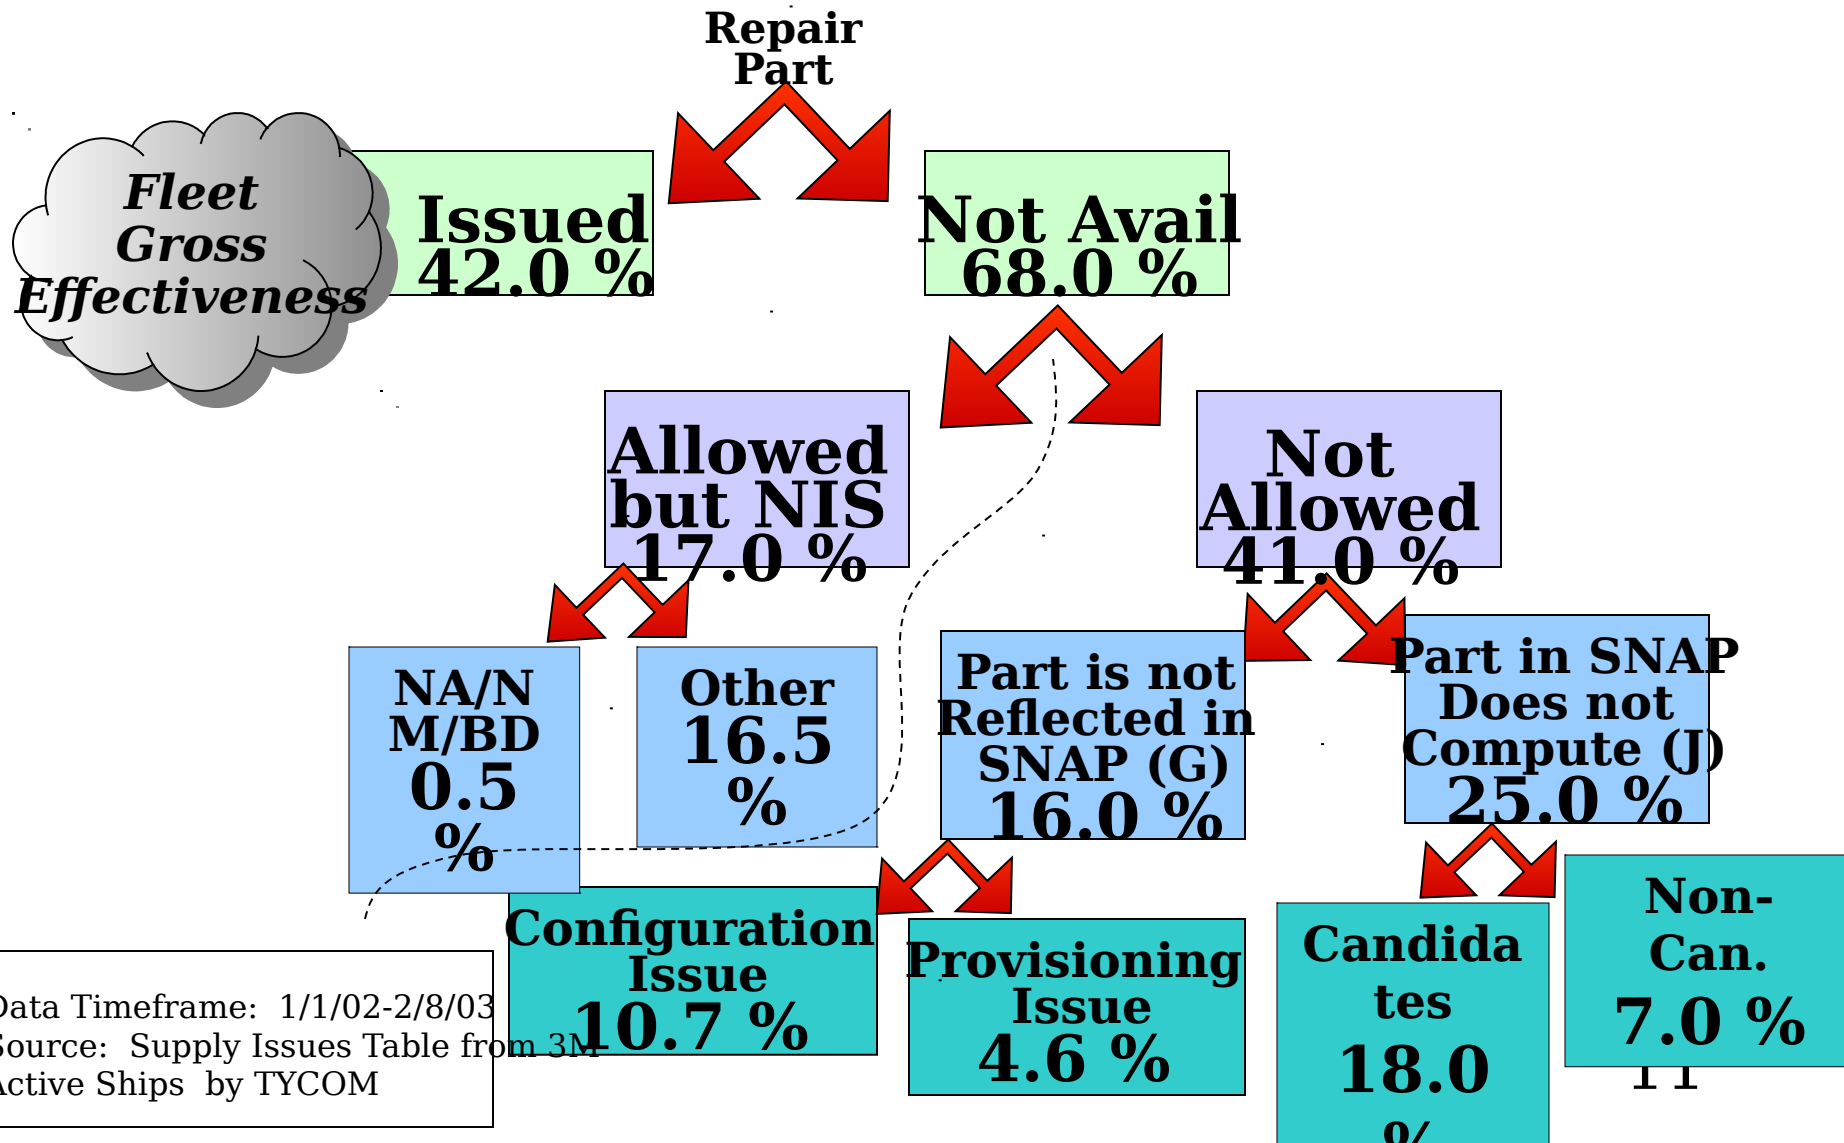 Repair
Part
Fleet
Gross
Effectiveness
Issued
42.0 %
Not Avail
68.0 %
Allowed
but NIS
17.0 %
Not
Allowed
41.0 %
NA/N
M/BD
0.5
%
Other
16.5
%
Part is not
Reflected in
SNAP (G)
16.0 %
Part in SNAP
Does not
Compute (J)
25.0 %
Configuration
Issue
10.7 %
Provisioning
Issue
4.6 %
Candida
tes
18.0
%
Non-
Can.
7.0 %
Data Timeframe:  1/1/02-2/8/03
Source:  Supply Issues Table from 3M
Active Ships  by TYCOM
11